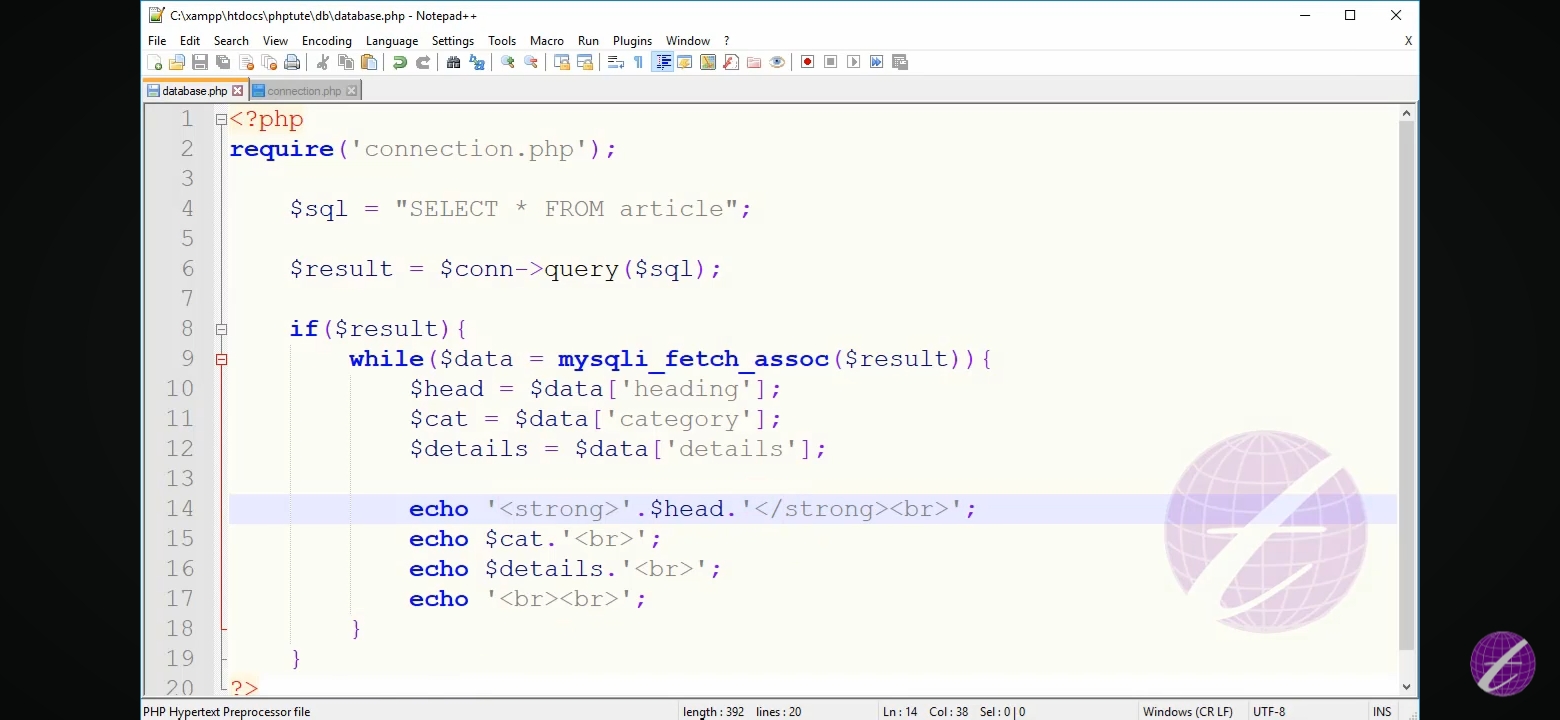 C:\xampp\htdocs\phptute\db\database.php - Notepad++
File Edit Search View Encoding Language Settings Tools Macro Run Plugins Window ? X
database.php connection.php
1 <?php
2 require('connection.php');
3
4 $sql = "SELECT * FROM article";
5
6 $result = $conn->query($sql);
7
8 if($result){
9 while($data = mysqli_fetch_assoc($result)){
10 $head = $data['heading'];
11 $cat = $data['category'];
12 $details = $data['details'];
13
14 echo '<strong>'.$head.'</strong><br>';
15 echo $cat.'<br>';
16 echo $details.'<br>';
17 echo '<br><br>';
18 }
19 }
20 ?>
PHP Hypertext Preprocessor file length : 392 lines : 20 Ln : 14 Col : 38 Sel : 0 | 0 Windows (CR LF) UTF-8 INS